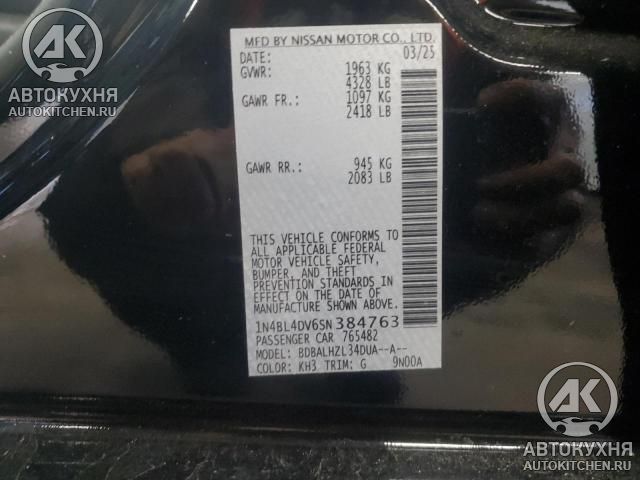 AK
АВТОКУХНЯ
AUTOKITCHEN.RU
MFD BY NISSAN MOTOR CO., LTD.
DATE: 03/25
GVWR: 1963 KG
4328 LB
GAWR FR.: 1097 KG
2418 LB
GAWR RR.: 945 KG
2083 LB
THIS VEHICLE CONFORMS TO
ALL APPLICABLE FEDERAL
MOTOR VEHICLE SAFETY,
BUMPER, AND THEFT
PREVENTION STANDARDS IN
EFFECT ON THE DATE OF
MANUFACTURE SHOWN ABOVE.
1N4BL4DV6SN384763
PASSENGER CAR 765482
MODEL: BDBALHZL34DUA--A--
COLOR: KH3 TRIM: G 9N00A
AK
АВТОКУХНЯ
AUTOKITCHEN.RU